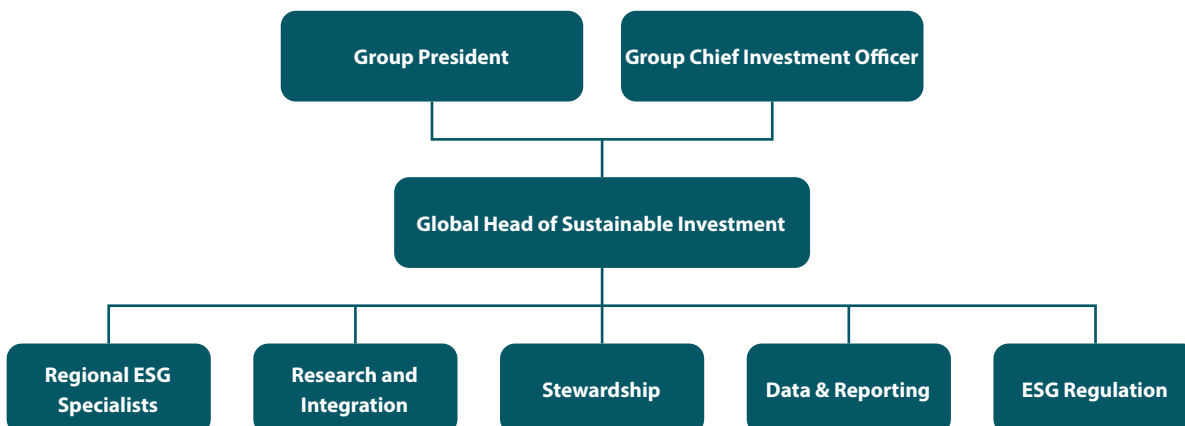 Group President
Group Chief Investment Officer
Global Head of Sustainable Investment
Regional ESG
Specialists
Research and
Integration
Stewardship
Data & Reporting
ESG Regulation